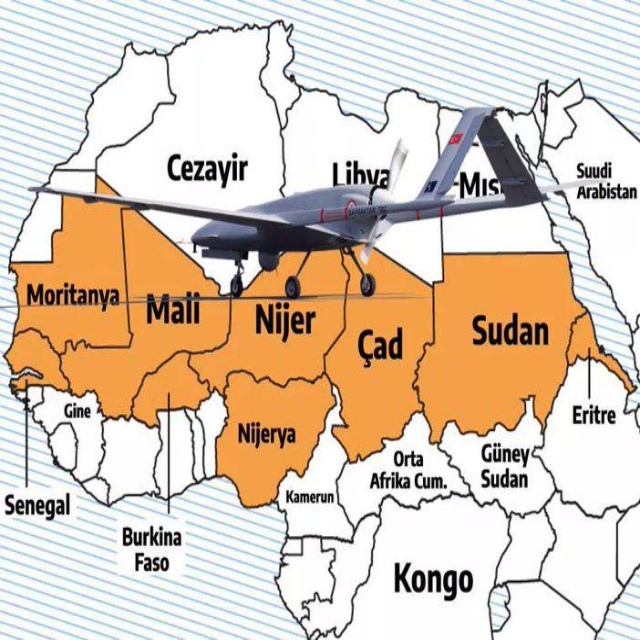 Cezayir
Libya
Mıs
Suudi
Arabistan
Moritanya
Mali
Nijer
Çad
Sudan
Gine
Nijerya
Eritre
Senegal
Burkina
Faso
Kamerun
Orta
Afrika Cum.
Güney
Sudan
Kongo